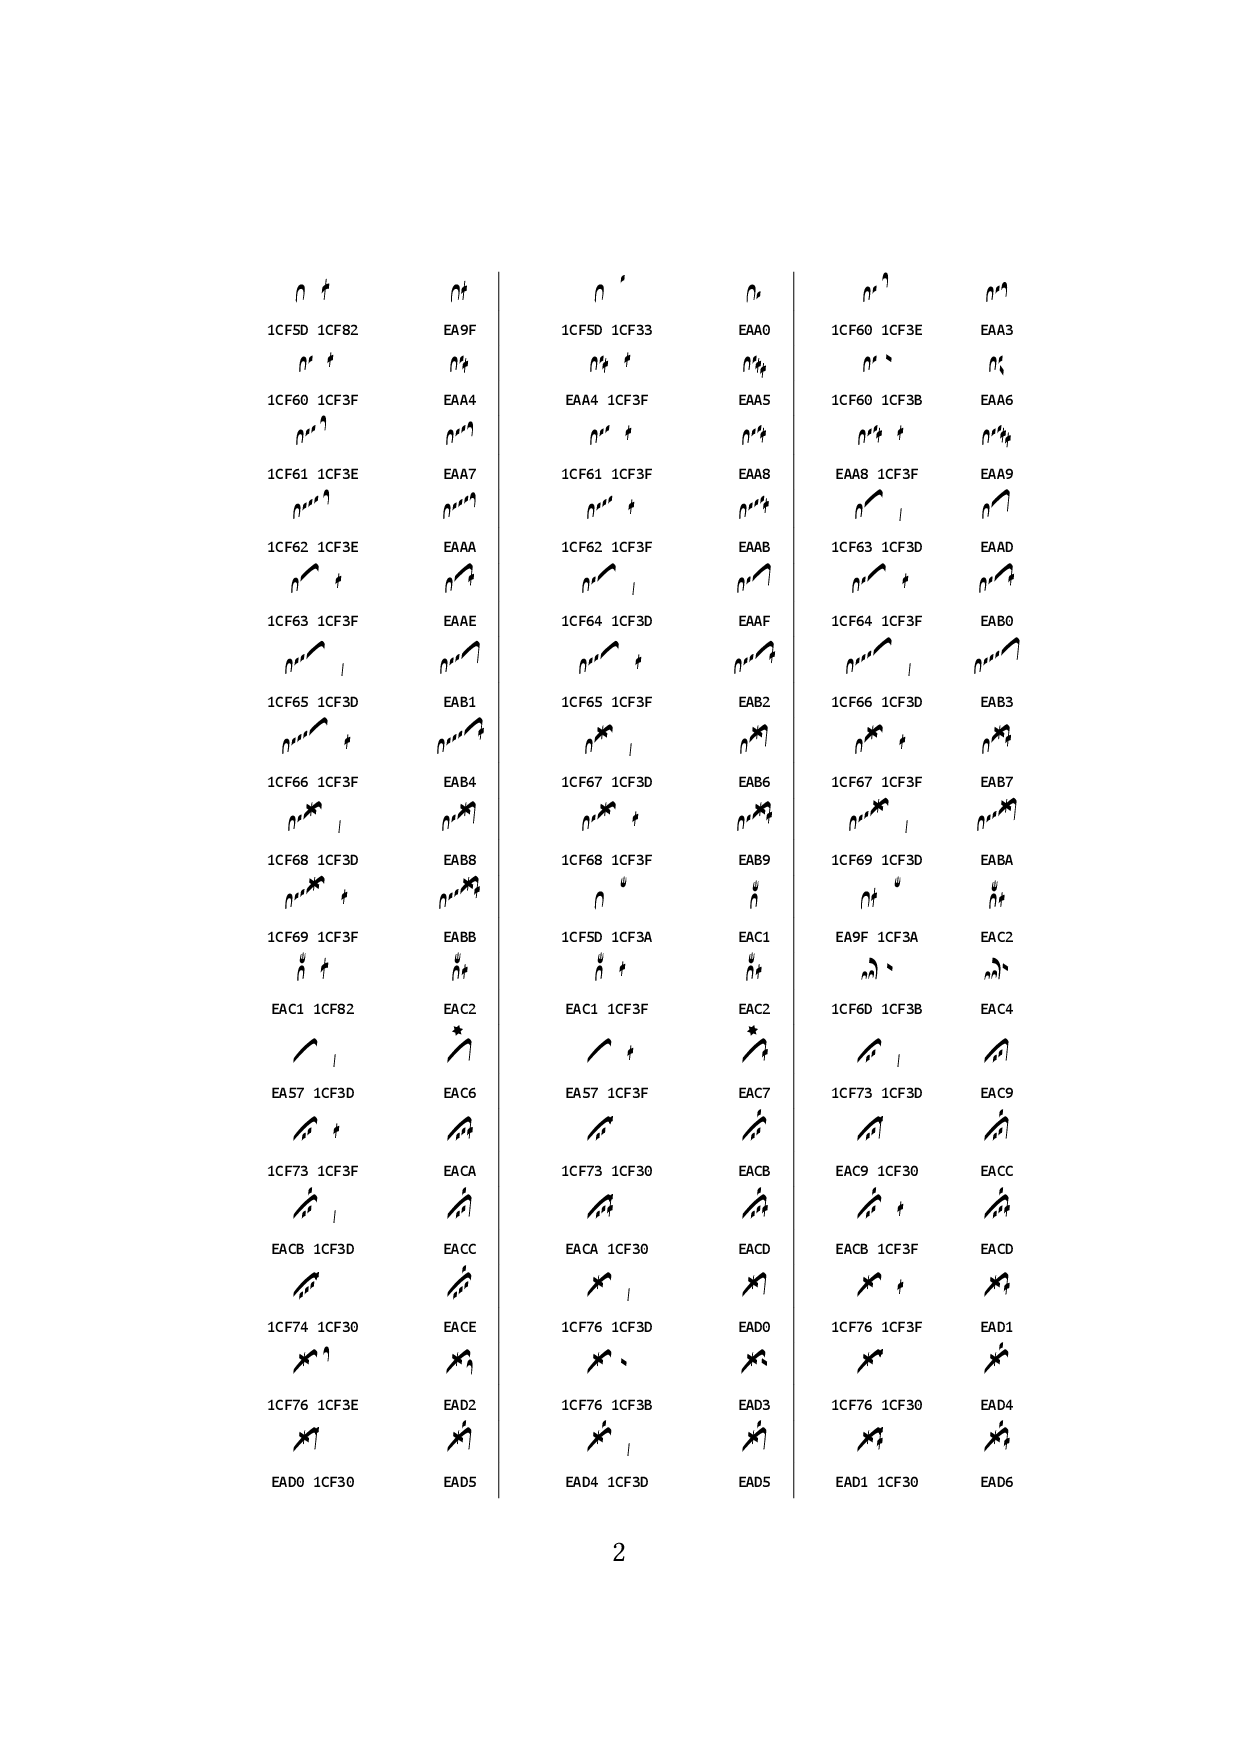 1CF5D 1CF82 EA9F 1CF5D 1CF33 EAA0 1CF60 1CF3E EAA3
1CF60 1CF3F EAA4 EAA4 1CF3F EAA5 1CF60 1CF3B EAA6
1CF61 1CF3E EAA7 1CF61 1CF3F EAA8 EAA8 1CF3F EAA9
1CF62 1CF3E EAAA 1CF62 1CF3F EAAB 1CF63 1CF3D EAAD
1CF63 1CF3F EAAE 1CF64 1CF3D EAAF 1CF64 1CF3F EAB0
1CF65 1CF3D EAB1 1CF65 1CF3F EAB2 1CF66 1CF3D EAB3
1CF66 1CF3F EAB4 1CF67 1CF3D EAB6 1CF67 1CF3F EAB7
1CF68 1CF3D EAB8 1CF68 1CF3F EAB9 1CF69 1CF3D EABA
1CF69 1CF3F EABB 1CF5D 1CF3A EAC1 EA9F 1CF3A EAC2
EAC1 1CF82 EAC2 EAC1 1CF3F EAC2 1CF6D 1CF3B EAC4
EA57 1CF3D EAC6 EA57 1CF3F EAC7 1CF73 1CF3D EAC9
1CF73 1CF3F EACA 1CF73 1CF30 EACB EAC9 1CF30 EACC
EACB 1CF3D EACC EACA 1CF30 EACD EACB 1CF3F EACD
1CF74 1CF30 EACE 1CF76 1CF3D EAD0 1CF76 1CF3F EAD1
1CF76 1CF3E EAD2 1CF76 1CF3B EAD3 1CF76 1CF30 EAD4
EAD0 1CF30 EAD5 EAD4 1CF3D EAD5 EAD1 1CF30 EAD6
2